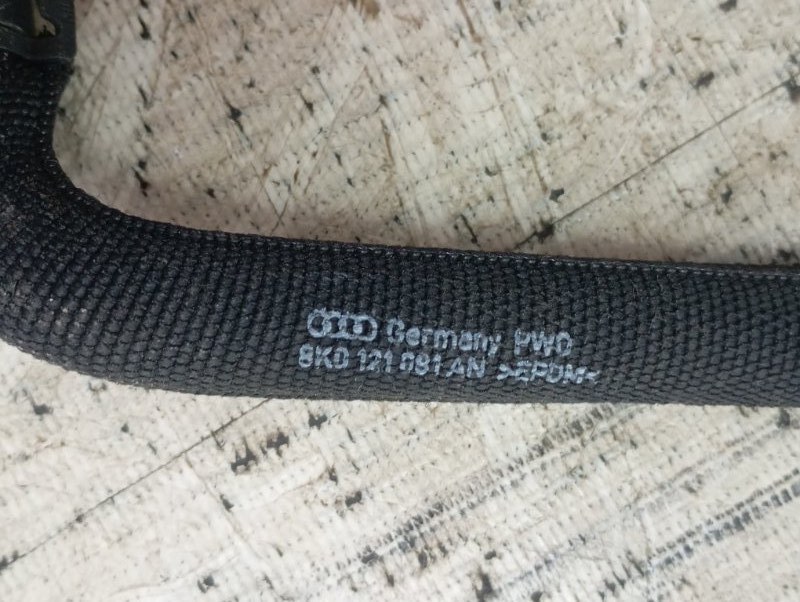 Germany PWO
8K0 121 081 AN >EPDM<